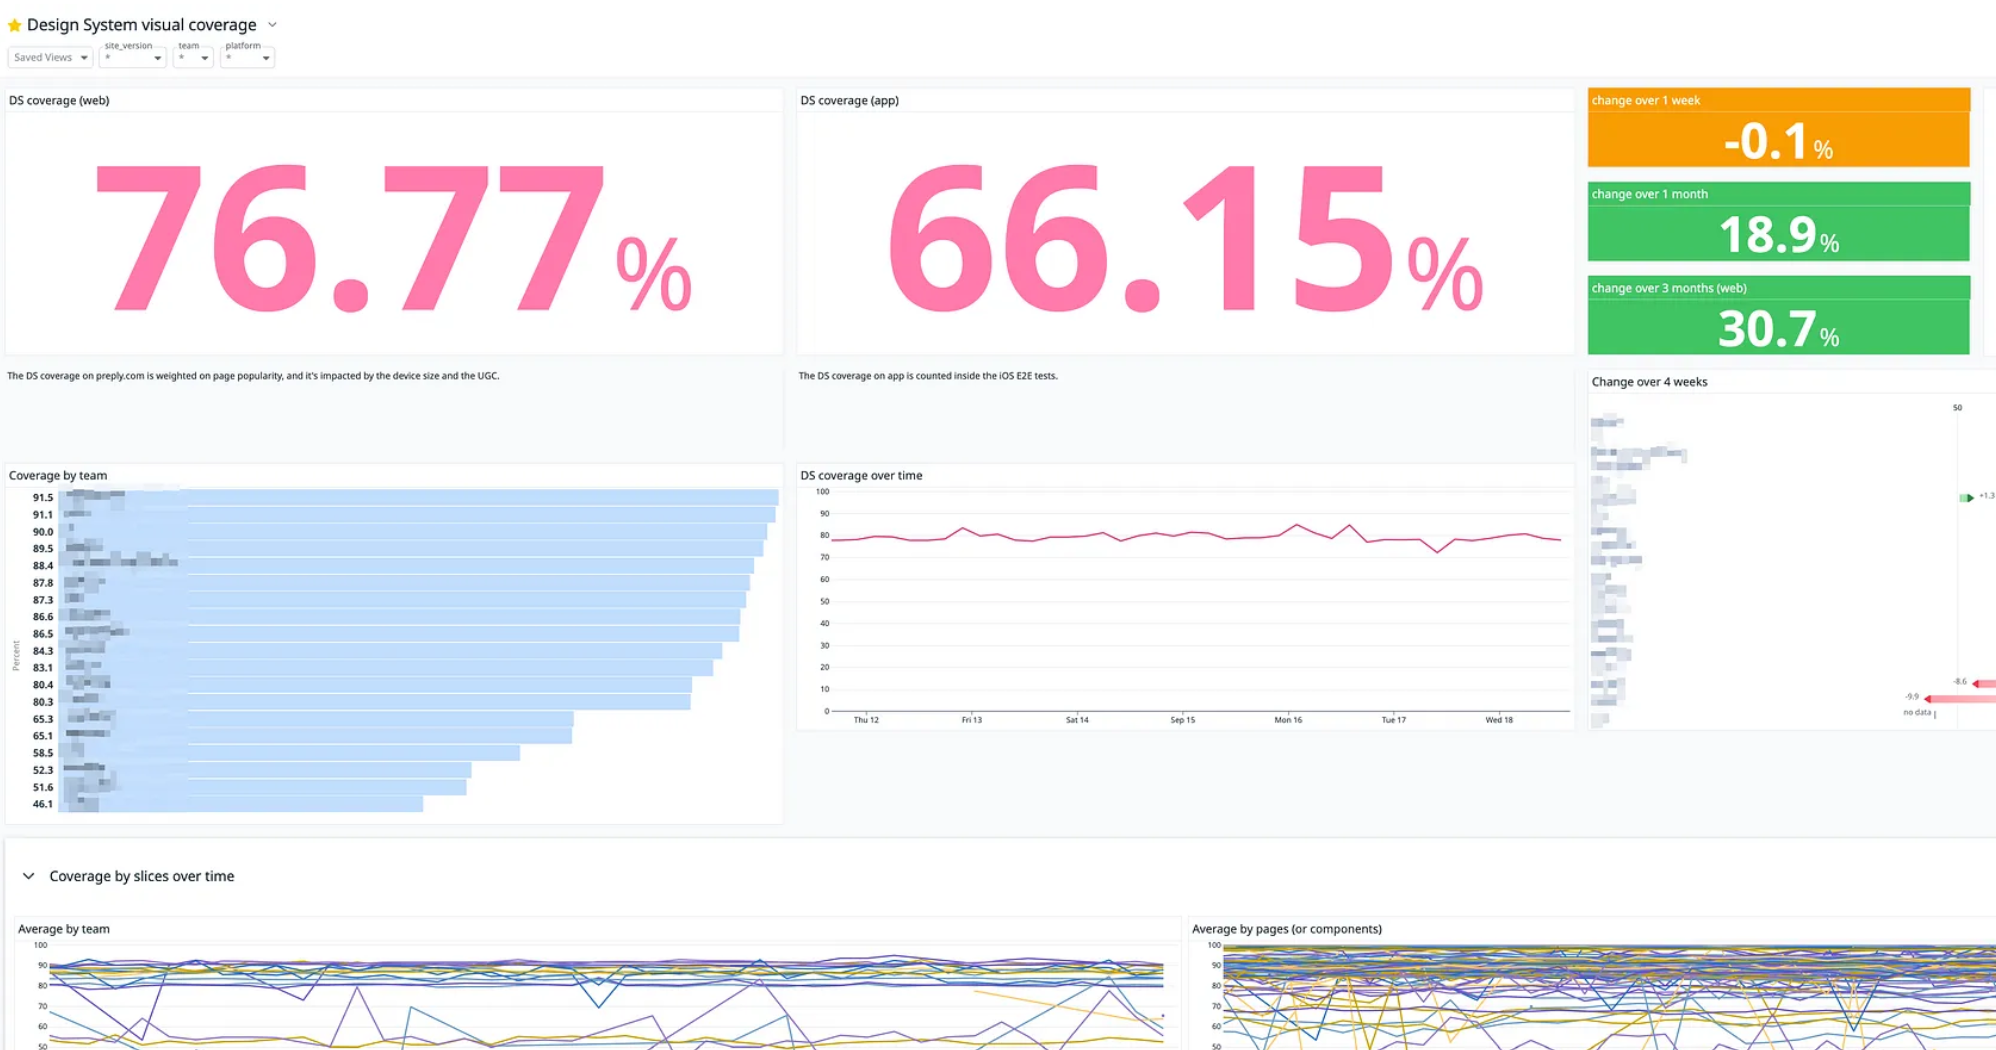 Design System visual coverage
Saved Views
site_version
*
team
*
platform
*
DS coverage (web)
76.77%
The DS coverage on preply.com is weighted on page popularity, and it's impacted by the device size and the UGC.
DS coverage (app)
66.15%
The DS coverage on app is counted inside the iOS E2E tests.
change over 1 week
-0.1%
change over 1 month
18.9%
change over 3 months (web)
30.7%
Change over 4 weeks
50
+1.3
-8.6
-9.9
no data
Coverage by team
Percent
91.5
91.1
90.0
89.5
88.4
87.8
87.3
86.6
86.5
84.3
83.1
80.4
80.3
65.3
65.1
58.5
52.3
51.6
46.1
DS coverage over time
100
90
80
70
60
50
40
30
20
10
0
Thu 12 Fri 13 Sat 14 Sep 15 Mon 16 Tue 17 Wed 18
Coverage by slices over time
Average by team
100
90
80
70
60
50
Average by pages (or components)
100
90
80
70
60
50